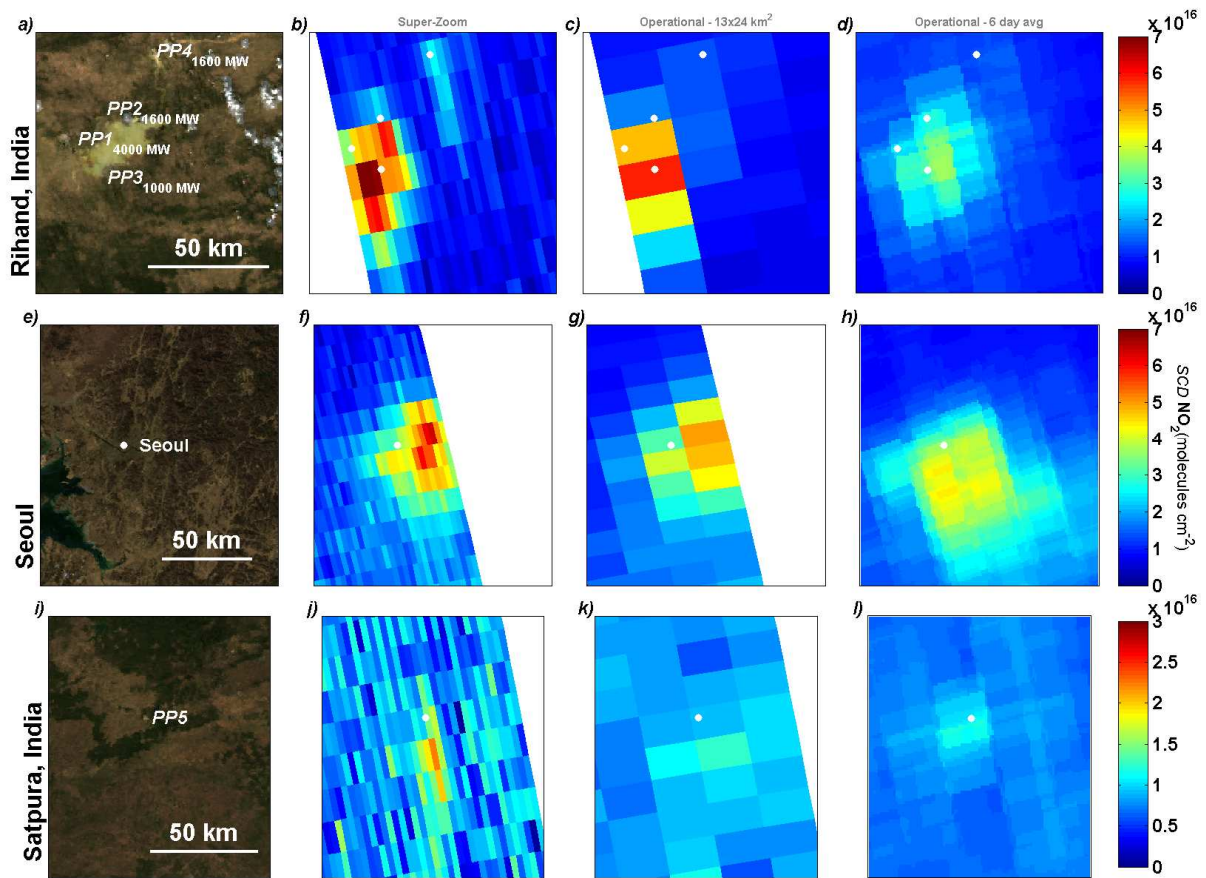 a)
b)
Super-Zoom
c)
Operational - 13x24 km²
d)
Operational - 6 day avg
x 10¹⁶
Rihand, India
PP4 1600 MW
PP2 1600 MW
PP1 4000 MW
PP3 1000 MW
50 km
7
6
5
4
3
2
1
0
e)
f)
g)
h)
x 10¹⁶
Seoul
Seoul
50 km
7
6
5
4
3
2
1
0
SCD NO₂(molecules cm⁻²)
i)
j)
k)
l)
x 10¹⁶
Satpura, India
PP5
50 km
3
2.5
2
1.5
1
0.5
0